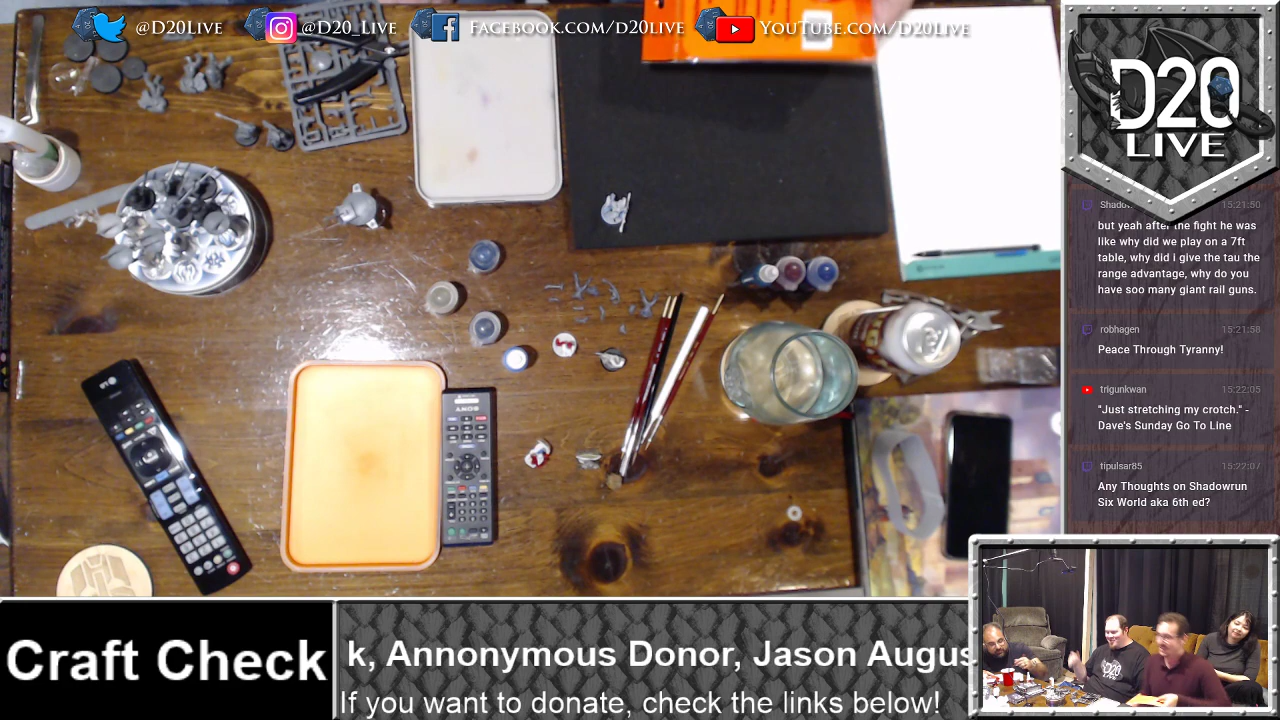 @D20Live
@D20_Live
Facebook.com/D20live
YouTube.com/D20Live
D20
LIVE
15:21:50
but yeah after the fight he was
like why did we play on a 7ft
table, why did i give the tau the
range advantage, why do you
have soo many giant rail guns.
robhagen 15:21:58
Peace Through Tyranny!
trigunkwan 15:22:05
"Just stretching my crotch." -
Dave's Sunday Go To Line
tipulsar85 15:22:07
Any Thoughts on Shadowrun
Six World aka 6th ed?
LG
SONY
D20
Craft Check
k, Annonymous Donor, Jason Augus
If you want to donate, check the links below!